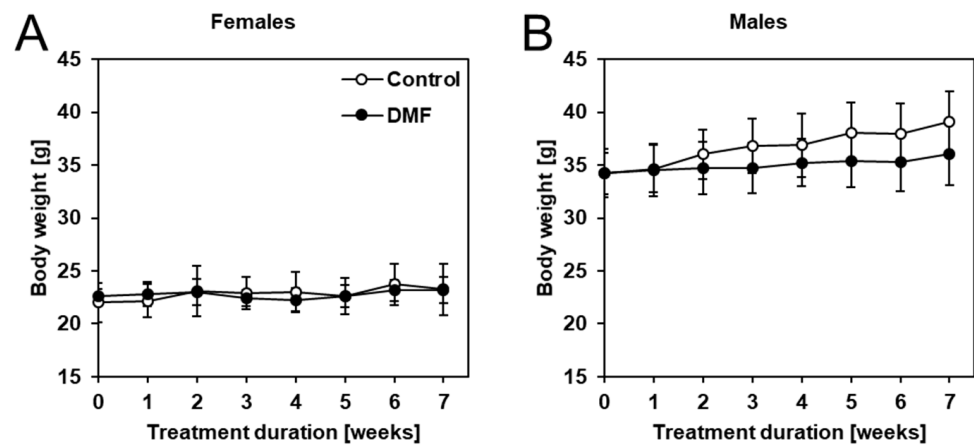 A
Females
Body weight [g]
45
40
35
30
25
20
15
Control
DMF
0 1 2 3 4 5 6 7
Treatment duration [weeks]
B
Males
Body weight [g]
45
40
35
30
25
20
15
0 1 2 3 4 5 6 7
Treatment duration [weeks]